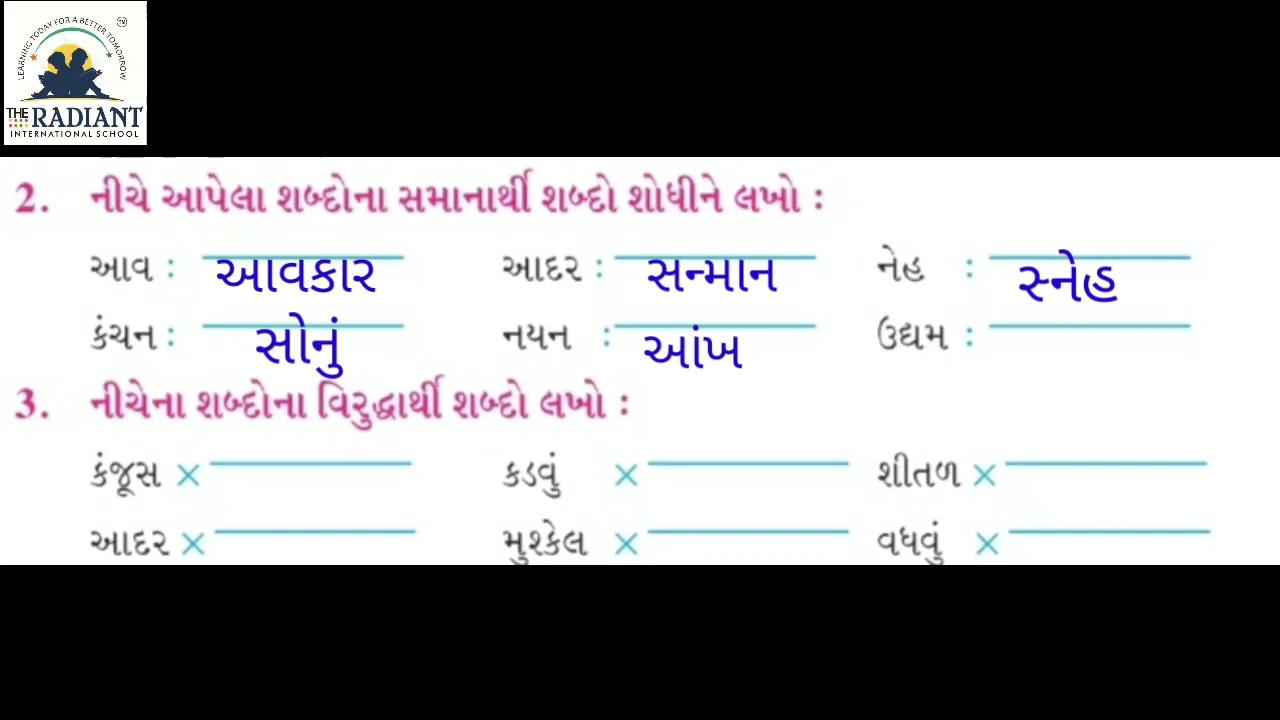 LEARNING TODAY FOR A BETTER TOMORROW TM
THE RADIANT
INTERNATIONAL SCHOOL
2. નીચે આપેલા શબ્દોના સમાનાર્થી શબ્દો શોધીને લખો :
આવ : આવકાર આદર : સન્માન નેહ : સ્નેહ
કંચન : સોનું નયન : આંખ ઉદ્યમ :
3. નીચેના શબ્દોના વિરુદ્ધાર્થી શબ્દો લખો :
કંજૂસ × કડવું × શીતળ ×
આદર × મુશ્કેલ × વધવું ×